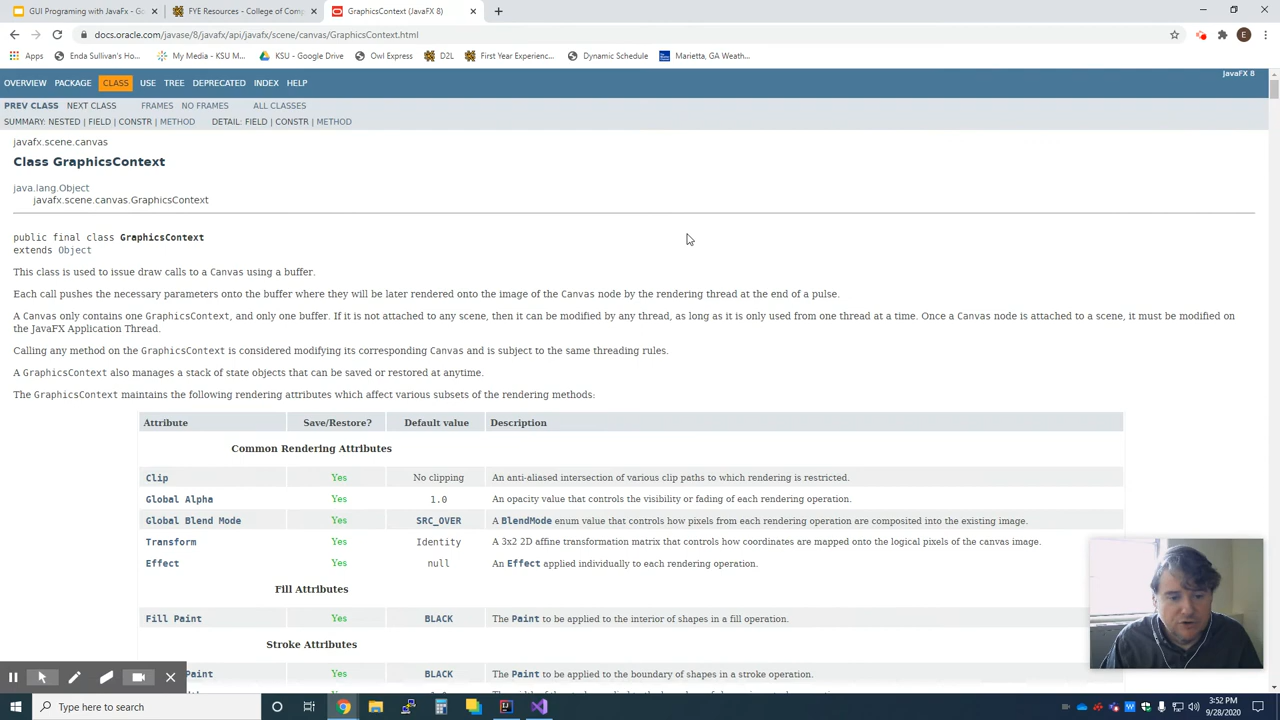 GUI Programing with JavaFx - Go
FYE Resources - College of Comp
GraphicsContext (JavaFX 8)
docs.oracle.com/javase/8/javafx/api/javafx/scene/canvas/GraphicsContext.html
E
Apps
Enda Sullivan's Ho...
My Media - KSU M...
KSU - Google Drive
Owl Express
D2L
First Year Experienc...
Dynamic Schedule
Marietta, GA Weath...
OVERVIEW PACKAGE CLASS USE TREE DEPRECATED INDEX HELP
JavaFX 8
PREV CLASS NEXT CLASS FRAMES NO FRAMES ALL CLASSES
SUMMARY: NESTED | FIELD | CONSTR | METHOD DETAIL: FIELD | CONSTR | METHOD
javafx.scene.canvas
Class GraphicsContext
java.lang.Object
javafx.scene.canvas.GraphicsContext
public final class GraphicsContext
extends Object
This class is used to issue draw calls to a Canvas using a buffer.
Each call pushes the necessary parameters onto the buffer where they will be later rendered onto the image of the Canvas node by the rendering thread at the end of a pulse.
A Canvas only contains one GraphicsContext, and only one buffer. If it is not attached to any scene, then it can be modified by any thread, as long as it is only used from one thread at a time. Once a Canvas node is attached to a scene, it must be modified on
the JavaFX Application Thread.
Calling any method on the GraphicsContext is considered modifying its corresponding Canvas and is subject to the same threading rules.
A GraphicsContext also manages a stack of state objects that can be saved or restored at anytime.
The GraphicsContext maintains the following rendering attributes which affect various subsets of the rendering methods:
Attribute Save/Restore? Default value Description
Common Rendering Attributes
Clip Yes No clipping An anti-aliased intersection of various clip paths to which rendering is restricted.
Global Alpha Yes 1.0 An opacity value that controls the visibility or fading of each rendering operation.
Global Blend Mode Yes SRC_OVER A BlendMode enum value that controls how pixels from each rendering operation are composited into the existing image.
Transform Yes Identity A 3x2 2D affine transformation matrix that controls how coordinates are mapped onto the logical pixels of the canvas image.
Effect Yes null An Effect applied individually to each rendering operation.
Fill Attributes
Fill Paint Yes BLACK The Paint to be applied to the interior of shapes in a fill operation.
Stroke Attributes
Paint Yes BLACK The Paint to be applied to the boundary of shapes in a stroke operation.
Type here to search
3:52 PM
9/28/2020